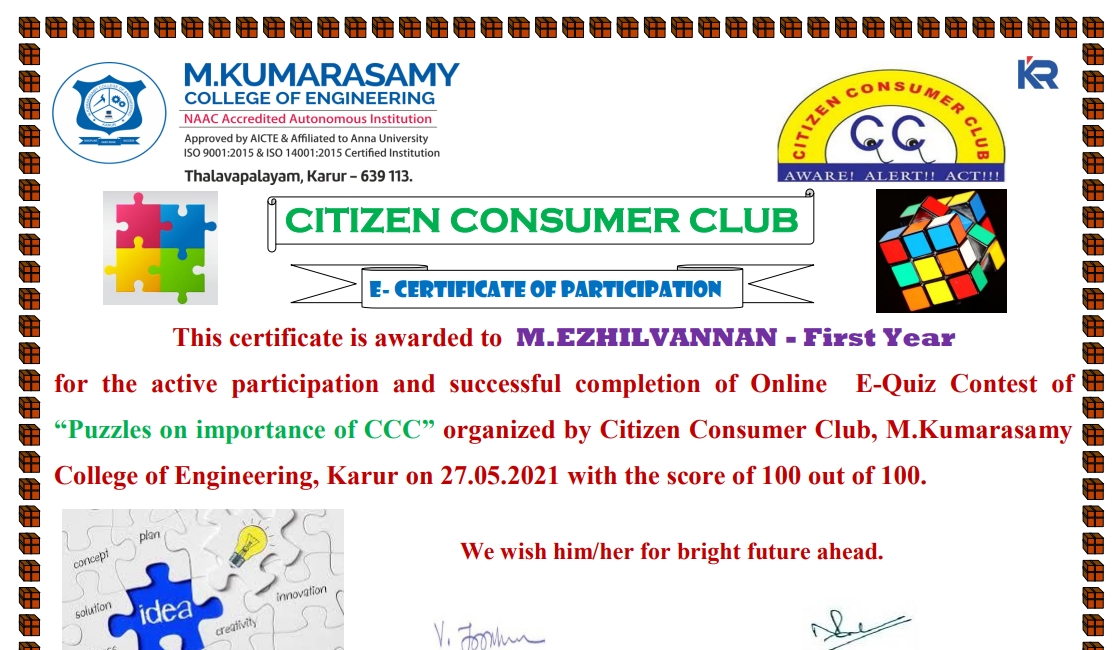 M.KUMARASAMY
COLLEGE OF ENGINEERING
NAAC Accredited Autonomous Institution
Approved by AICTE & Affiliated to Anna University
ISO 9001:2015 & ISO 14001:2015 Certified Institution
Thalavapalayam, Karur – 639 113.
KR
CITIZEN CONSUMER CLUB
CC
AWARE! ALERT!! ACT!!!
CITIZEN CONSUMER CLUB
E- CERTIFICATE OF PARTICIPATION
This certificate is awarded to M.EZHILVANNAN - First Year
for the active participation and successful completion of Online E-Quiz Contest of
“Puzzles on importance of CCC” organized by Citizen Consumer Club, M.Kumarasamy
College of Engineering, Karur on 27.05.2021 with the score of 100 out of 100.
We wish him/her for bright future ahead.
plan
concept
solution
idea
innovation
creativity